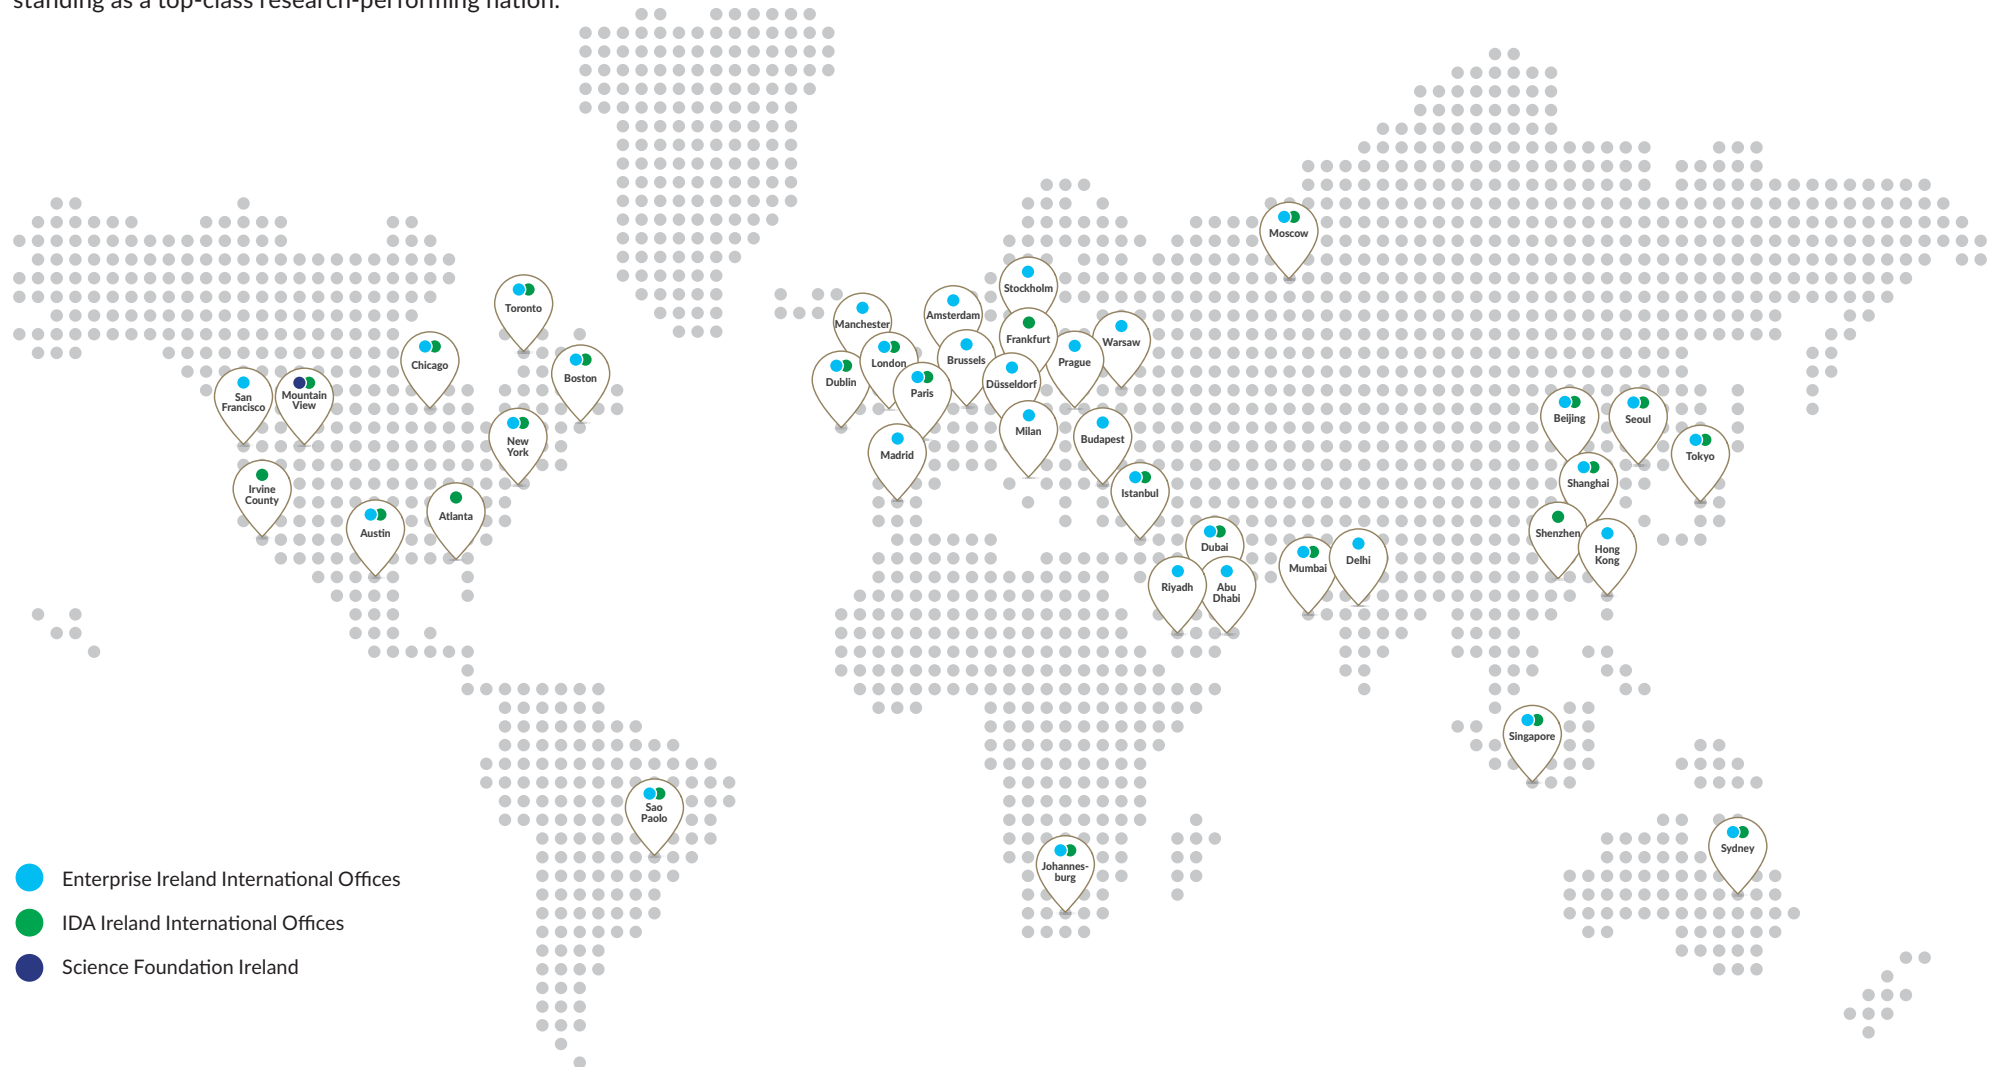 standing as a top-class research-performing nation.
Moscow
Stockholm
Toronto
Manchester
Amsterdam
Frankfurt
Warsaw
Chicago
London
Brussels
Prague
Boston
Dublin
Paris
Düsseldorf
San
Francisco
Mountain
View
Beijing
Seoul
New
York
Milan
Budapest
Madrid
Tokyo
Irvine
County
Istanbul
Shanghai
Austin
Atlanta
Dubai
Shenzhen
Hong
Kong
Mumbai
Delhi
Riyadh
Abu
Dhabi
Singapore
Sao
Paolo
Sydney
Johannes-
burg
Enterprise Ireland International Offices
IDA Ireland International Offices
Science Foundation Ireland